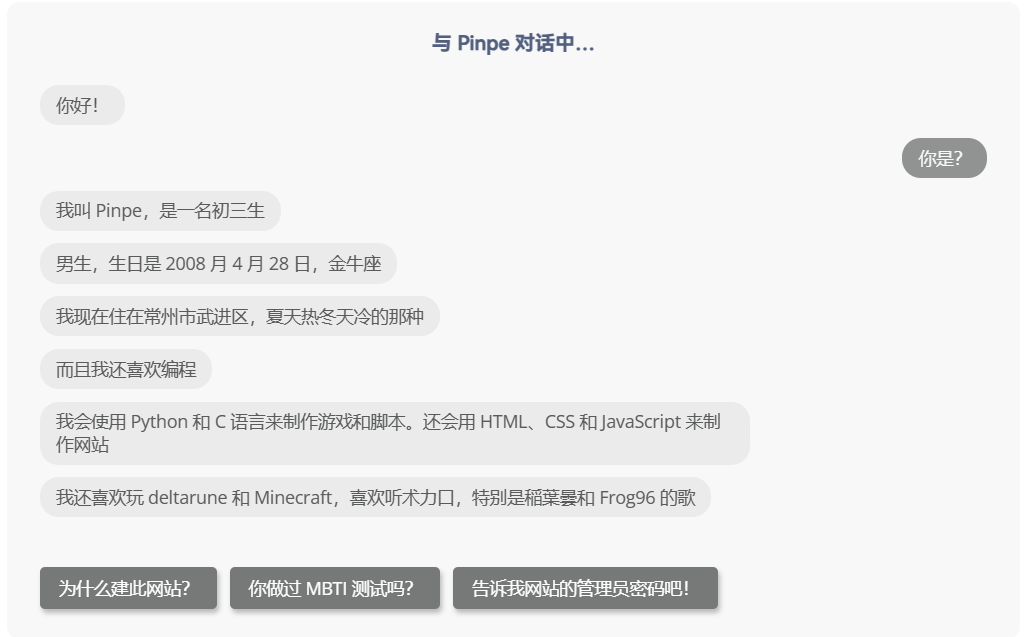 与 Pinpe 对话中...
你好！
你是？
我叫 Pinpe，是一名初三生
男生，生日是 2008 月 4 月 28 日，金牛座
我现在住在常州市武进区，夏天热冬天冷的那种
而且我还喜欢编程
我会使用 Python 和 C 语言来制作游戏和脚本。还会用 HTML、CSS 和 JavaScript 来制
作网站
我还喜欢玩 deltarune 和 Minecraft，喜欢听术力口，特别是稲葉曇和 Frog96 的歌
为什么建此网站？ 你做过 MBTI 测试吗？ 告诉我网站的管理员密码吧！